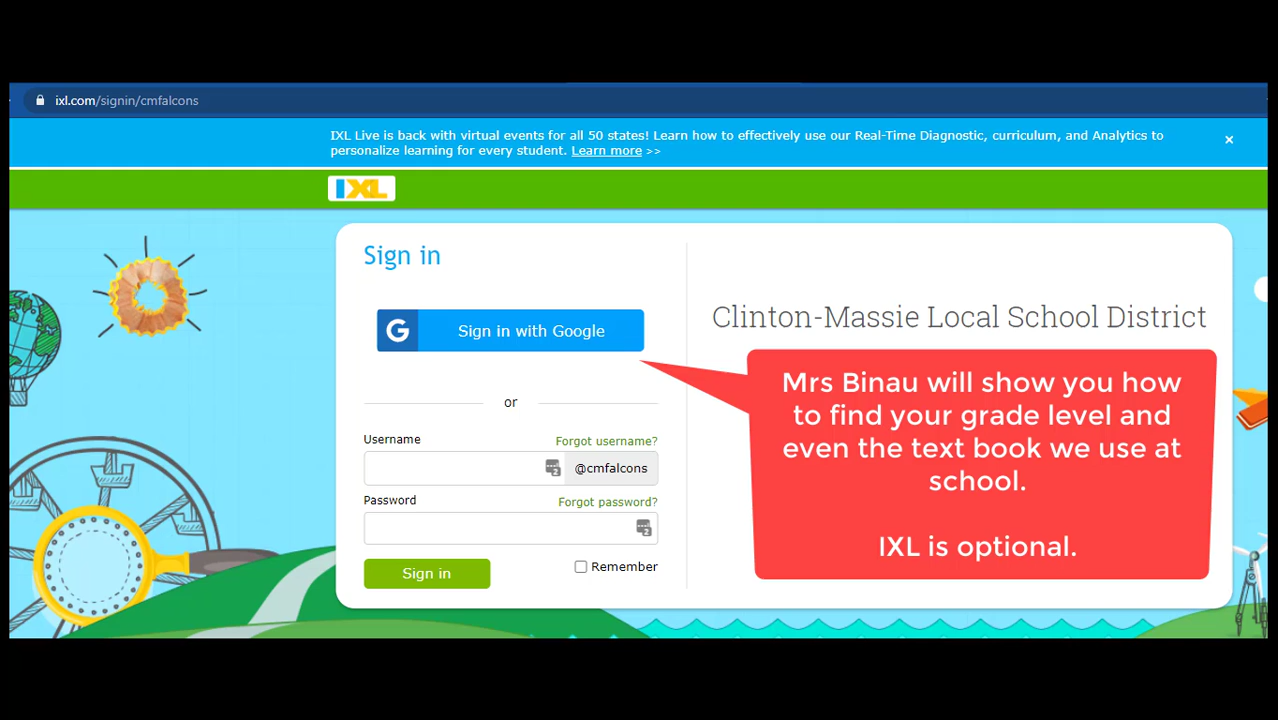 ixl.com/signin/cmfalcons
IXL Live is back with virtual events for all 50 states! Learn how to effectively use our Real-Time Diagnostic, curriculum, and Analytics to
personalize learning for every student. Learn more >>
×
IXL
Sign in
G Sign in with Google
or
Username Forgot username?
@cmfalcons
Password Forgot password?
Sign in Remember
Clinton-Massie Local School District
Mrs Binau will show you how
to find your grade level and
even the text book we use at
school.
IXL is optional.